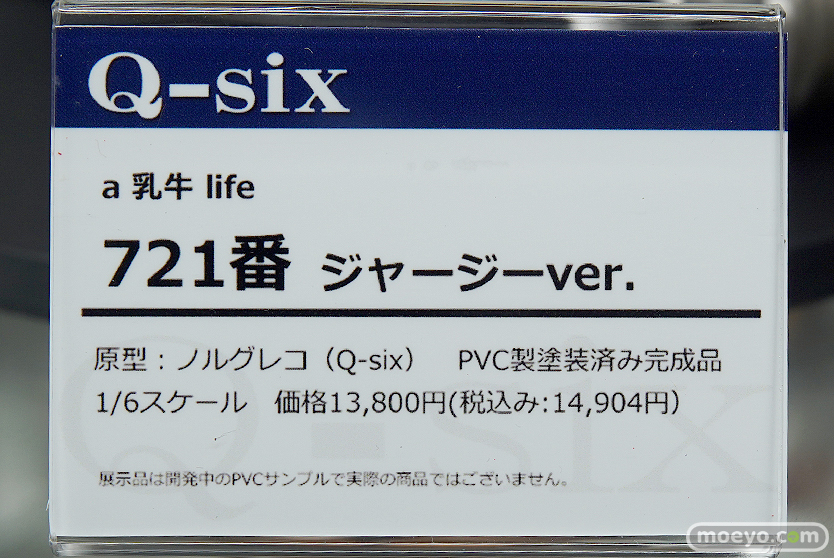 Q-six
a 乳牛 life
721番 ジャージーver.
原型：ノルグレコ（Q-six） PVC製塗装済み完成品
1/6スケール 価格13,800円(税込み:14,904円）
展示品は開発中のPVCサンプルで実際の商品ではございません。
Q-six
moeyo.com